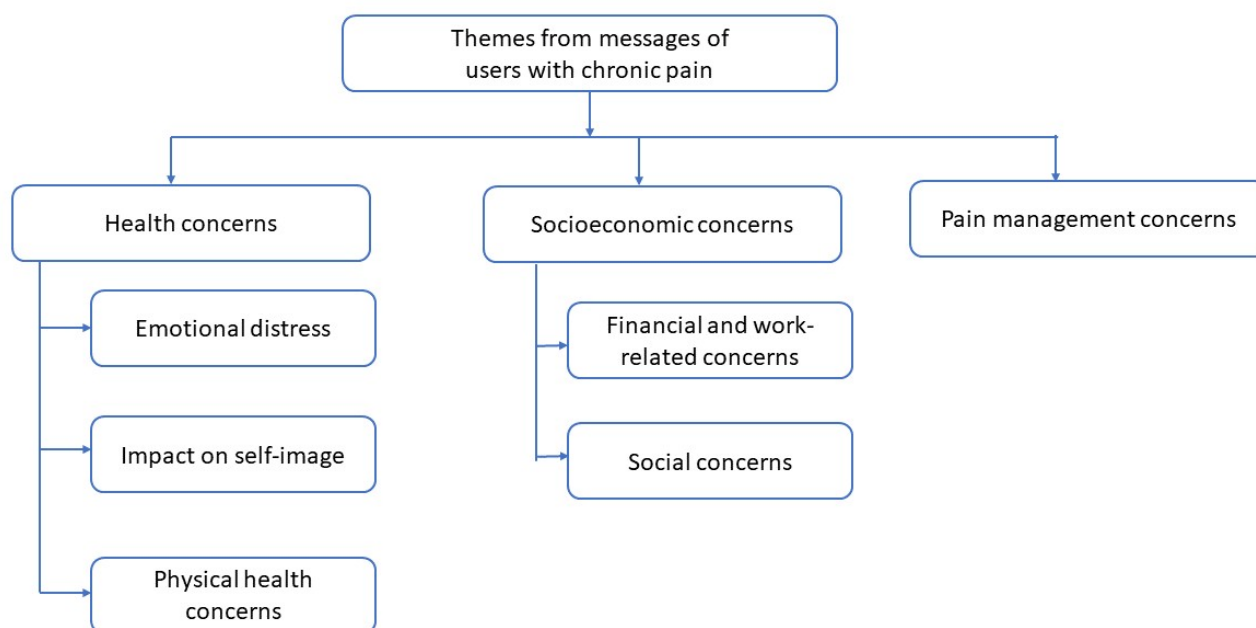 Themes from messages of
users with chronic pain
Health concerns
Socioeconomic concerns
Pain management concerns
Emotional distress
Financial and work-
related concerns
Impact on self-image
Social concerns
Physical health
concerns